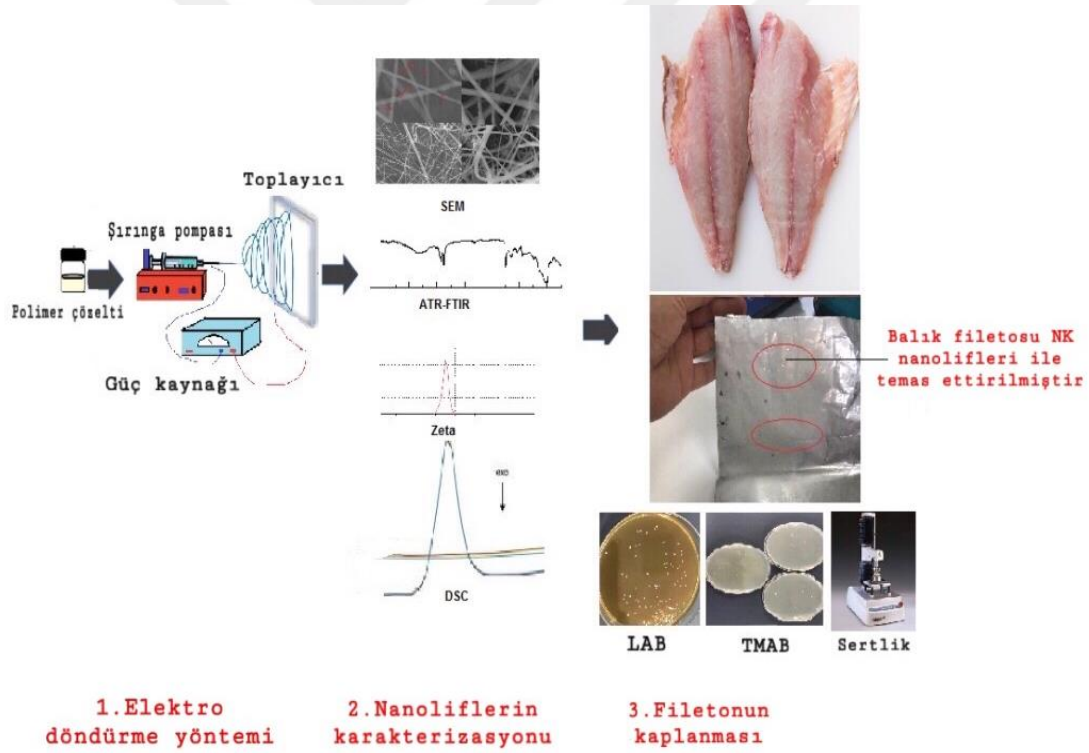 Toplayıcı
Şırınga pompası
Polimer çözelti
Güç kaynağı
SEM
ATR-FTIR
Zeta
exo
DSC
Balık filetosu NK
nanolifleri ile
temas ettirilmiştir
LAB
TMAB
Sertlik
1.Elektro
döndürme yöntemi
2.Nanoliflerin
karakterizasyonu
3.Filetonun
kaplanması